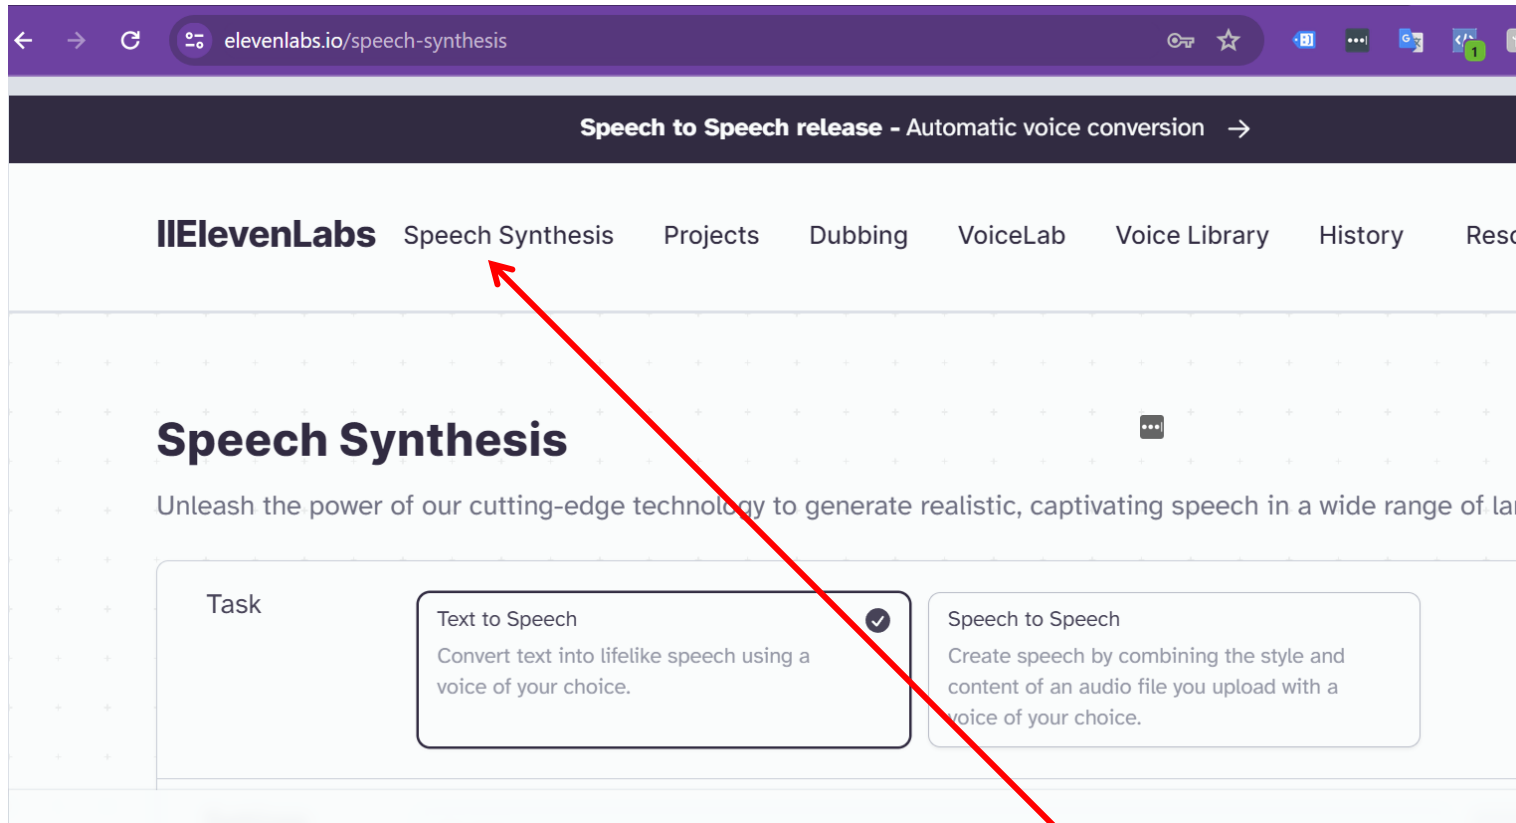 elevenlabs.io/speech-synthesis
1
Speech to Speech release - Automatic voice conversion
IIElevenLabs Speech Synthesis Projects Dubbing VoiceLab Voice Library History
Speech Synthesis
Unleash the power of our cutting-edge technology to generate realistic, captivating speech in a wide range of
Task
Text to Speech
Convert text into lifelike speech using a
voice of your choice.
Speech to Speech
Create speech by combining the style and
content of an audio file you upload with a
voice of your choice.